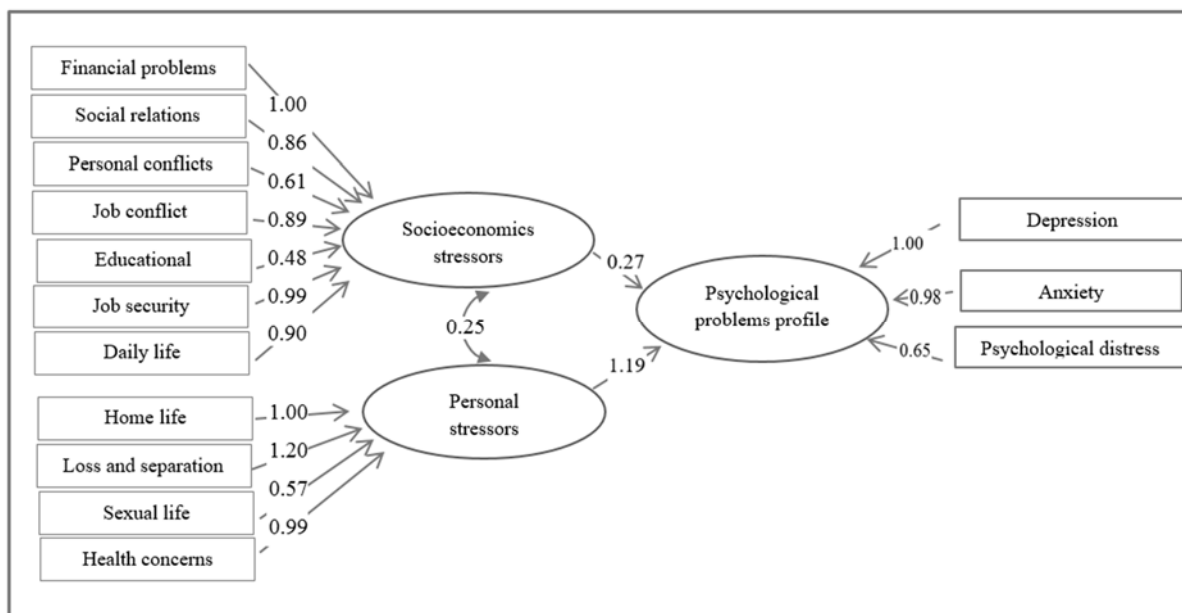 Financial problems
1.00
Social relations
0.86
Personal conflicts
0.61
Job conflict
0.89
Educational
0.48
Job security
0.99
Daily life
0.90
Socioeconomics
stressors
0.27
0.25
Home life
1.00
Loss and separation
1.20
Sexual life
0.57
Health concerns
0.99
Personal
stressors
1.19
Psychological
problems profile
Depression
1.00
Anxiety
0.98
Psychological distress
0.65